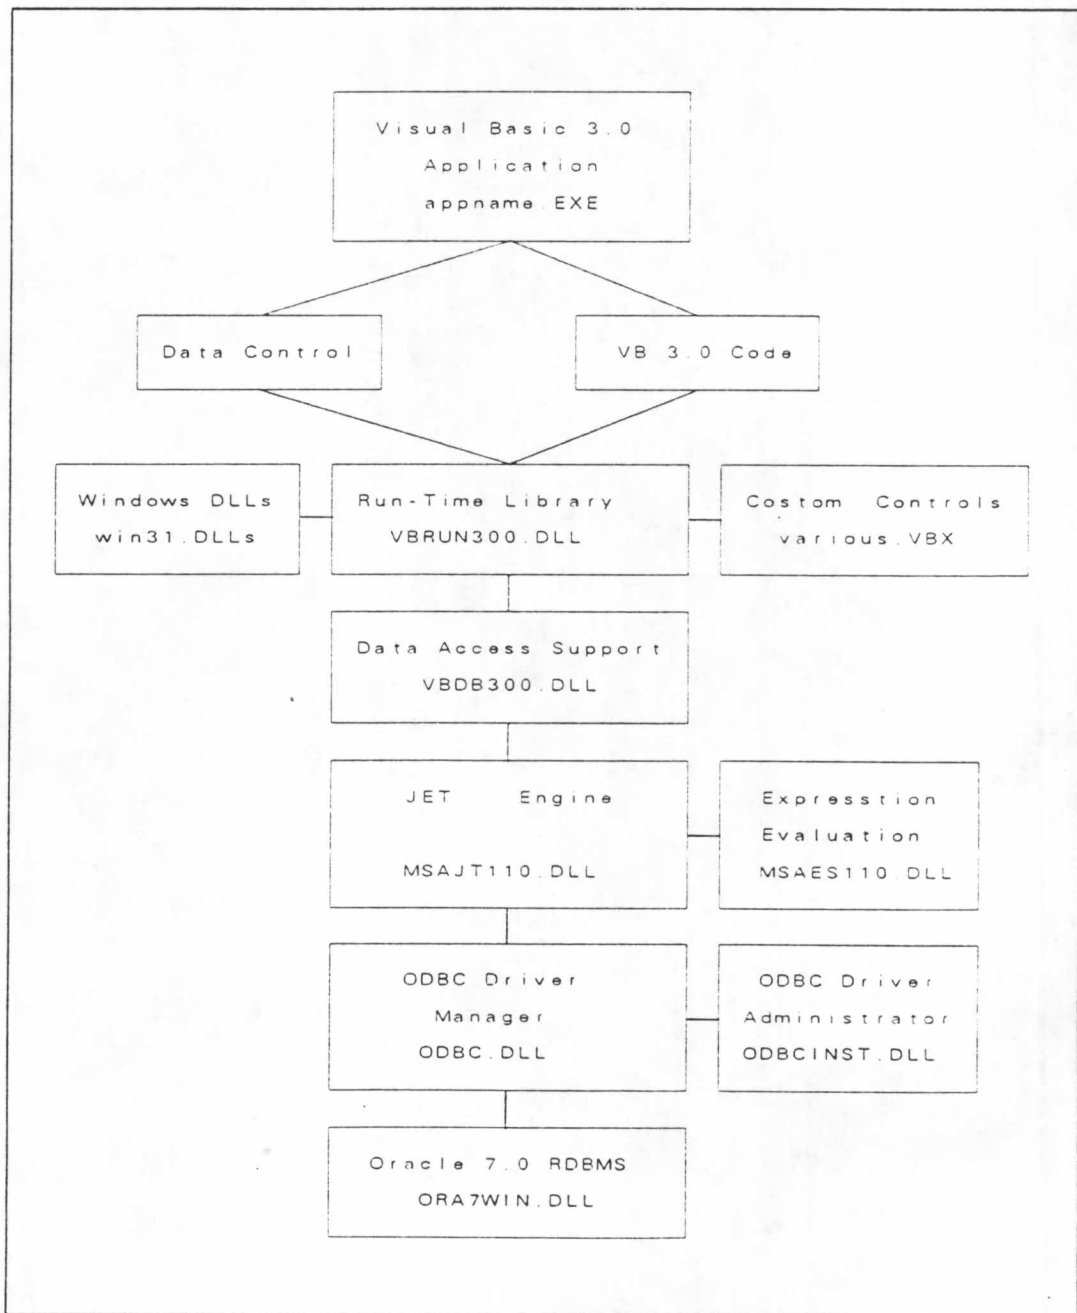 Visual Basic 3.0
Application
appname.EXE
Data Control
VB 3.0 Code
Windows DLLs
win31.DLLs
Run-Time Library
VBRUN300.DLL
Costom Controls
various.VBX
Data Access Support
VBDB300.DLL
JET Engine
MSAJT110.DLL
Expresstion
Evaluation
MSAES110.DLL
ODBC Driver
Manager
ODBC.DLL
ODBC Driver
Administrator
ODBCINST.DLL
Oracle 7.0 RDBMS
ORA7WIN.DLL